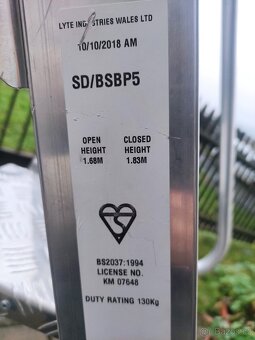 LYTE INDUSTRIES WALES LTD
10/10/2018 AM
SD/BSBP5
OPEN HEIGHT 1.68M
CLOSED HEIGHT 1.83M
BS2037:1994
LICENSE NO.
KM 07648
DUTY RATING 130Kg